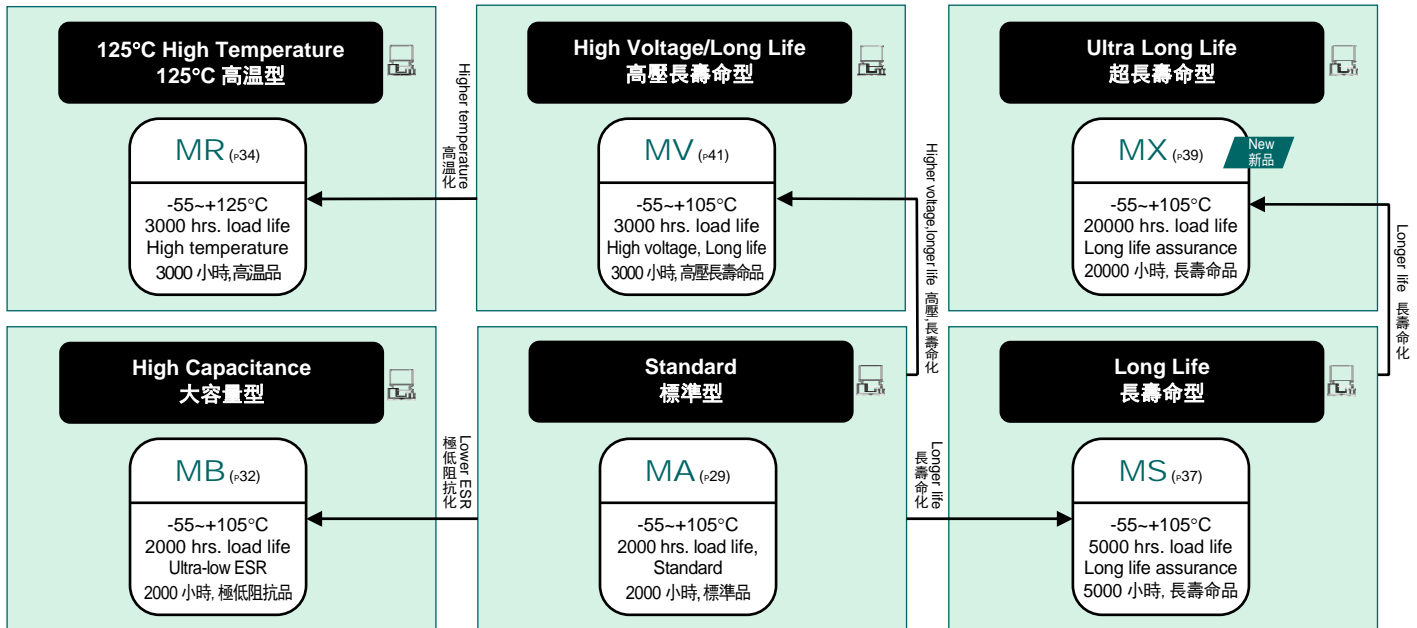 125°C High Temperature
125°C 高温型
MR (P34)
-55~+125°C
3000 hrs. load life
High temperature
3000 小時,高溫品
Higher temperature
高溫化
High Voltage/Long Life
高壓長壽命型
MV (P41)
-55~+105°C
3000 hrs. load life
High voltage, Long life
3000 小時,高壓長壽命品
Higher voltage,longer life 高壓,長壽命化
Ultra Long Life
超長壽命型
MX (P39)
New
新品
-55~+105°C
20000 hrs. load life
Long life assurance
20000 小時, 長壽命品
Longer life 長壽命化
High Capacitance
大容量型
MB (P32)
-55~+105°C
2000 hrs. load life
Ultra-low ESR
2000 小時, 極低阻抗品
Lower ESR
極低阻抗化
Standard
標準型
MA (P29)
-55~+105°C
2000 hrs. load life,
Standard
2000 小時, 標準品
Longer life
長壽命化
Long Life
長壽命型
MS (P37)
-55~+105°C
5000 hrs. load life
Long life assurance
5000 小時, 長壽命品